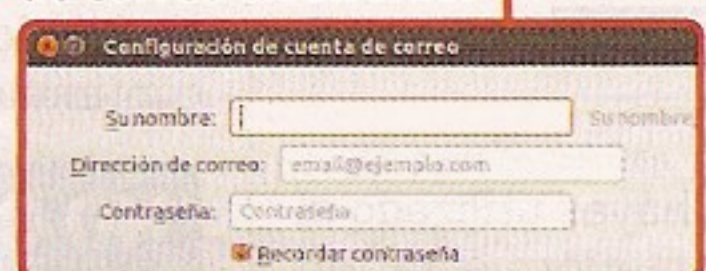 Configuración de cuenta de correo
Su nombre: Su nombre,
Dirección de correo: email@ejemplo.com
Contraseña: Contraseña
Recordar contraseña